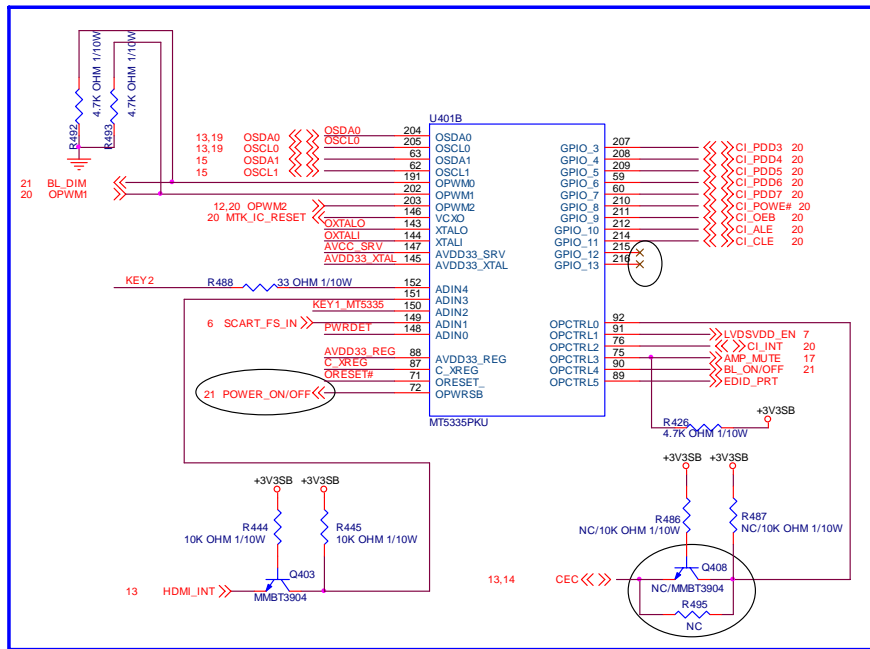 R492
4.7K OHM 1/10W
R493
4.7K OHM 1/10W
21 BL_DIM
20 OPWM1
13,19 OSDA0
13,19 OSCL0
15 OSDA1
15 OSCL1
12,20 OPWM2
20 MTK_IC_RESET
OSDA0
OSCL0
OXTALO
OXTALI
AVCC_SRV
AVDD33_XTAL
KEY2
R488 33 OHM 1/10W
KEY1_MT5335
6 SCART_FS_IN
PWRDET
AVDD33_REG
C_XREG
ORESET#
21 POWER_ON/OFF
U401B
204 OSDA0
205 OSCL0
63 OSDA1
62 OSCL1
191 OPWM0
202 OPWM1
203 OPWM2
146 VCXO
143 XTALO
144 XTALI
147 AVDD33_SRV
145 AVDD33_XTAL
152 ADIN4
151 ADIN3
150 ADIN2
149 ADIN1
148 ADIN0
88 AVDD33_REG
87 C_XREG
71 ORESET_
72 OPWRSB
MT5335PKU
GPIO_3 207 CI_PDD3 20
GPIO_4 208 CI_PDD4 20
GPIO_5 209 CI_PDD5 20
GPIO_6 59 CI_PDD6 20
GPIO_7 60 CI_PDD7 20
GPIO_8 210 CI_POWE# 20
GPIO_9 211 CI_OEB 20
GPIO_10 212 CI_ALE 20
GPIO_11 214 CI_CLE 20
GPIO_12 215
GPIO_13 216
OPCTRL0 92
OPCTRL1 91 LVDSVDD_EN 7
OPCTRL2 76 CI_INT 20
OPCTRL3 75 AMP_MUTE 17
OPCTRL4 90 BL_ON/OFF 21
OPCTRL5 89 EDID_PRT
+3V3SB
R426
4.7K OHM 1/10W
+3V3SB +3V3SB
R444
10K OHM 1/10W
R445
10K OHM 1/10W
Q403
MMBT3904
13 HDMI_INT
+3V3SB +3V3SB
R486
NC/10K OHM 1/10W
R487
NC/10K OHM 1/10W
Q408
NC/MMBT3904
13,14 CEC
R495
NC